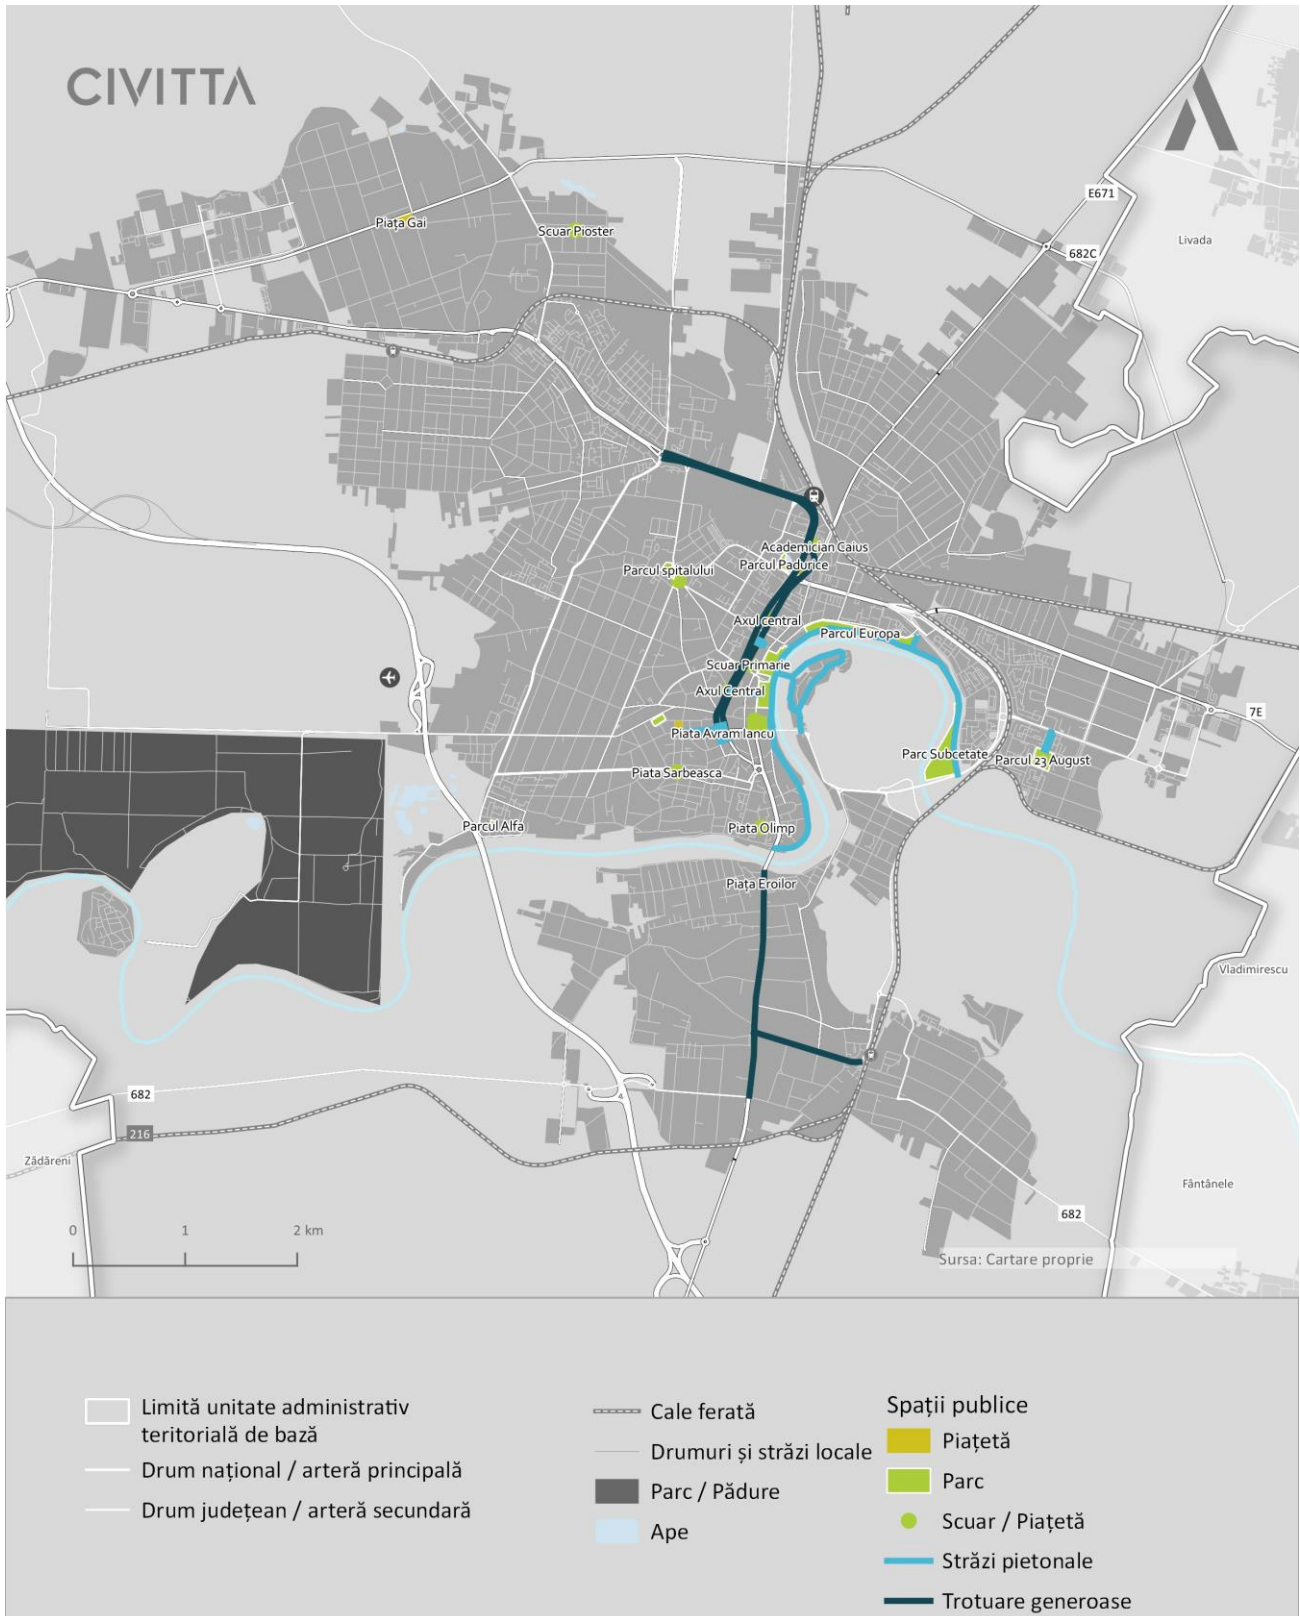 CIVITTA
E671
Livada
682C
Piața Gai
Scuar Pioster
Academician Caius
Parcul Padurice
Parcul spitalului
Axul central
Parcul Europa
Scuar Primarie
Axul Central
7E
Piata Avram Iancu
Parc Subcetate
Parcul 23 August
Piata Sarbeasca
Parcul Alfa
Piata Olimp
Piața Eroilor
Vladimirescu
682
216
Zădăreni
Fântânele
682
0 1 2 km
Sursa: Cartare proprie
Limită unitate administrativ
teritorială de bază
Drum național / arteră principală
Drum județean / arteră secundară
Cale ferată
Drumuri și străzi locale
Parc / Pădure
Ape
Spații publice
Piațetă
Parc
Scuar / Piațetă
Străzi pietonale
Trotuare generoase